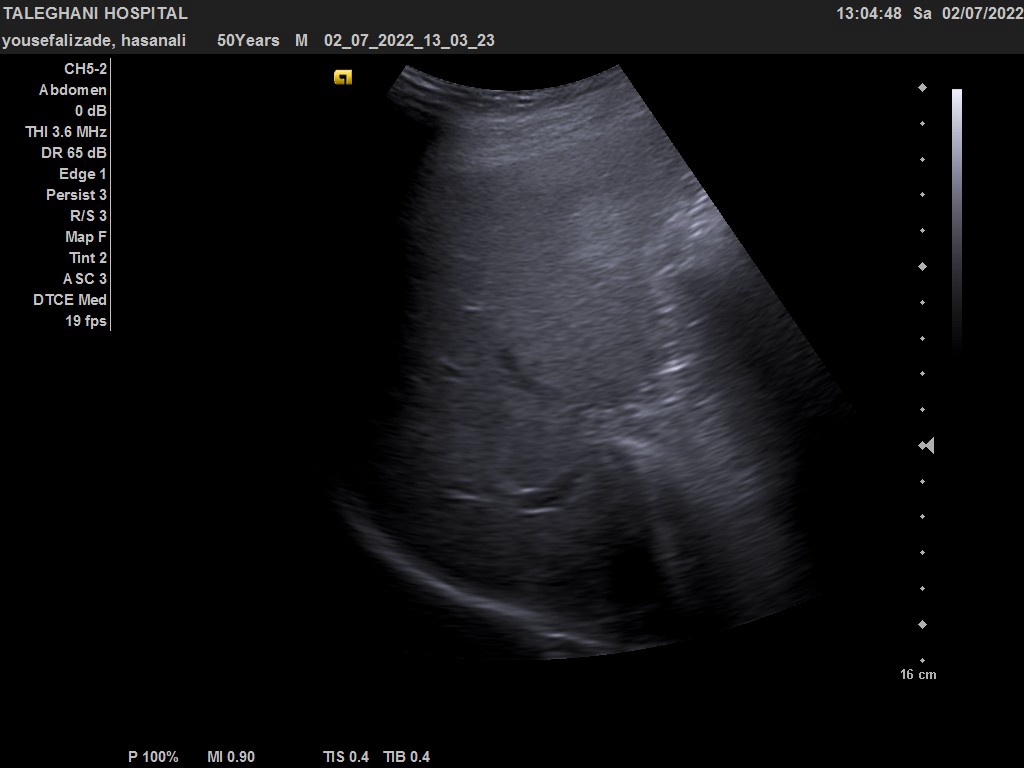 TALEGHANI HOSPITAL 13:04:48 Sa 02/07/2022
yousefalizade, hasanali 50Years M 02_07_2022_13_03_23
CH5-2
Abdomen
0 dB
THI 3.6 MHz
DR 65 dB
Edge 1
Persist 3
R/S 3
Map F
Tint 2
ASC 3
DTCE Med
19 fps
16 cm
P 100% MI 0.90 TIS 0.4 TIB 0.4